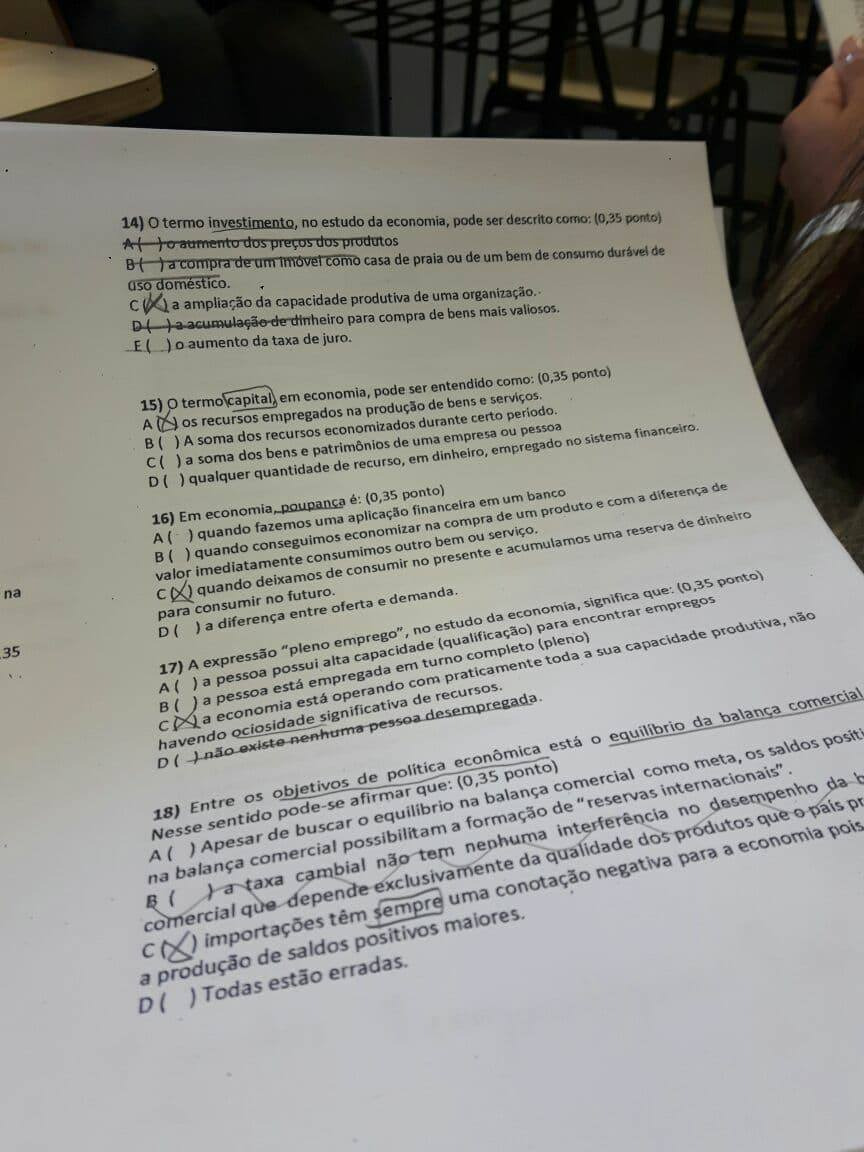 14) O termo investimento, no estudo da economia, pode ser descrito como: (0,35 ponto)
A ( ) o aumento dos preços dos produtos
B ( ) a compra de um imóvel como casa de praia ou de um bem de consumo durável de
uso doméstico.
C (X) a ampliação da capacidade produtiva de uma organização.
D ( ) a acumulação de dinheiro para compra de bens mais valiosos.
E ( ) o aumento da taxa de juro.
15) O termo capital, em economia, pode ser entendido como: (0,35 ponto)
A (X) os recursos empregados na produção de bens e serviços.
B ( ) A soma dos recursos economizados durante certo período.
C ( ) a soma dos bens e patrimônios de uma empresa ou pessoa
D ( ) qualquer quantidade de recurso, em dinheiro, empregado no sistema financeiro.
16) Em economia, poupança é: (0,35 ponto)
A ( ) quando fazemos uma aplicação financeira em um banco
B ( ) quando conseguimos economizar na compra de um produto e com a diferença de
valor imediatamente consumimos outro bem ou serviço.
C (X) quando deixamos de consumir no presente e acumulamos uma reserva de dinheiro
para consumir no futuro.
D ( ) a diferença entre oferta e demanda.
na
35
17) A expressão "pleno emprego", no estudo da economia, significa que: (0,35 ponto)
A ( ) a pessoa possui alta capacidade (qualificação) para encontrar empregos
B ( ) a pessoa está empregada em turno completo (pleno)
C (X) a economia está operando com praticamente toda a sua capacidade produtiva, não
havendo ociosidade significativa de recursos.
D ( ) não existe nenhuma pessoa desempregada.
18) Entre os objetivos de política econômica está o equilíbrio da balança comercial
Nesse sentido pode-se afirmar que: (0,35 ponto)
A ( ) Apesar de buscar o equilíbrio na balança comercial como meta, os saldos
na balança comercial possibilitam a formação de "reservas internacionais".
B ( ) a taxa cambial não tem nenhuma interferência no desempenho da
comercial que depende exclusivamente da qualidade dos produtos que o país
C (X) importações têm sempre uma conotação negativa para a economia pois
a produção de saldos positivos maiores.
D ( ) Todas estão erradas.